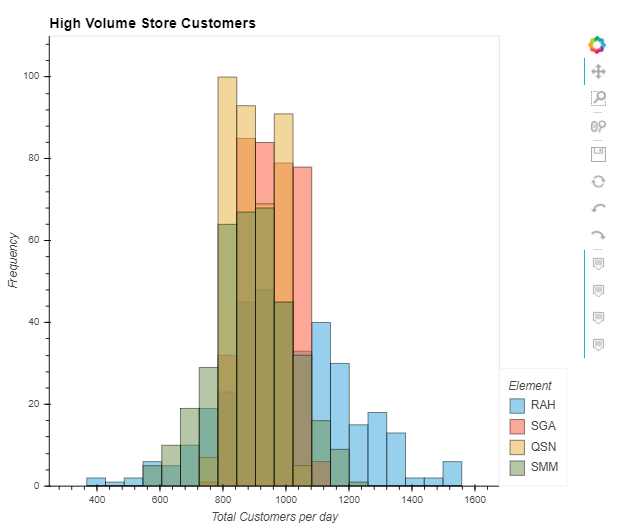 High Volume Store Customers
100
80
60
40
20
0
Frequency
400 600 800 1000 1200 1400 1600
Total Customers per day
Element
RAH
SGA
QSN
SMM